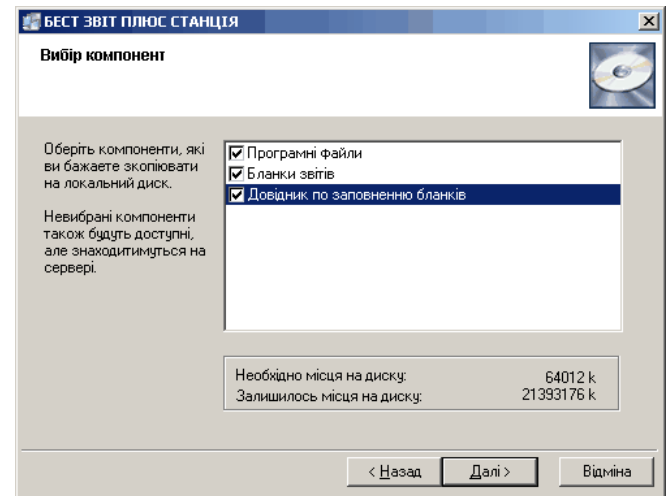 БЕСТ ЗВІТ ПЛЮС СТАНЦІЯ
Вибір компонент
Оберіть компоненти, які
ви бажаете зкопіювати
на локальний диск.
Невибрані компоненти
також будуть доступні,
але знаходитимуться на
сервері.
Програмні файли
Бланки звітів
Довідник по заповненню бланків
Необхідно місця на диску: 64012 k
Залишилось місця на диску: 21393176 k
< Назад
Далі >
Відміна